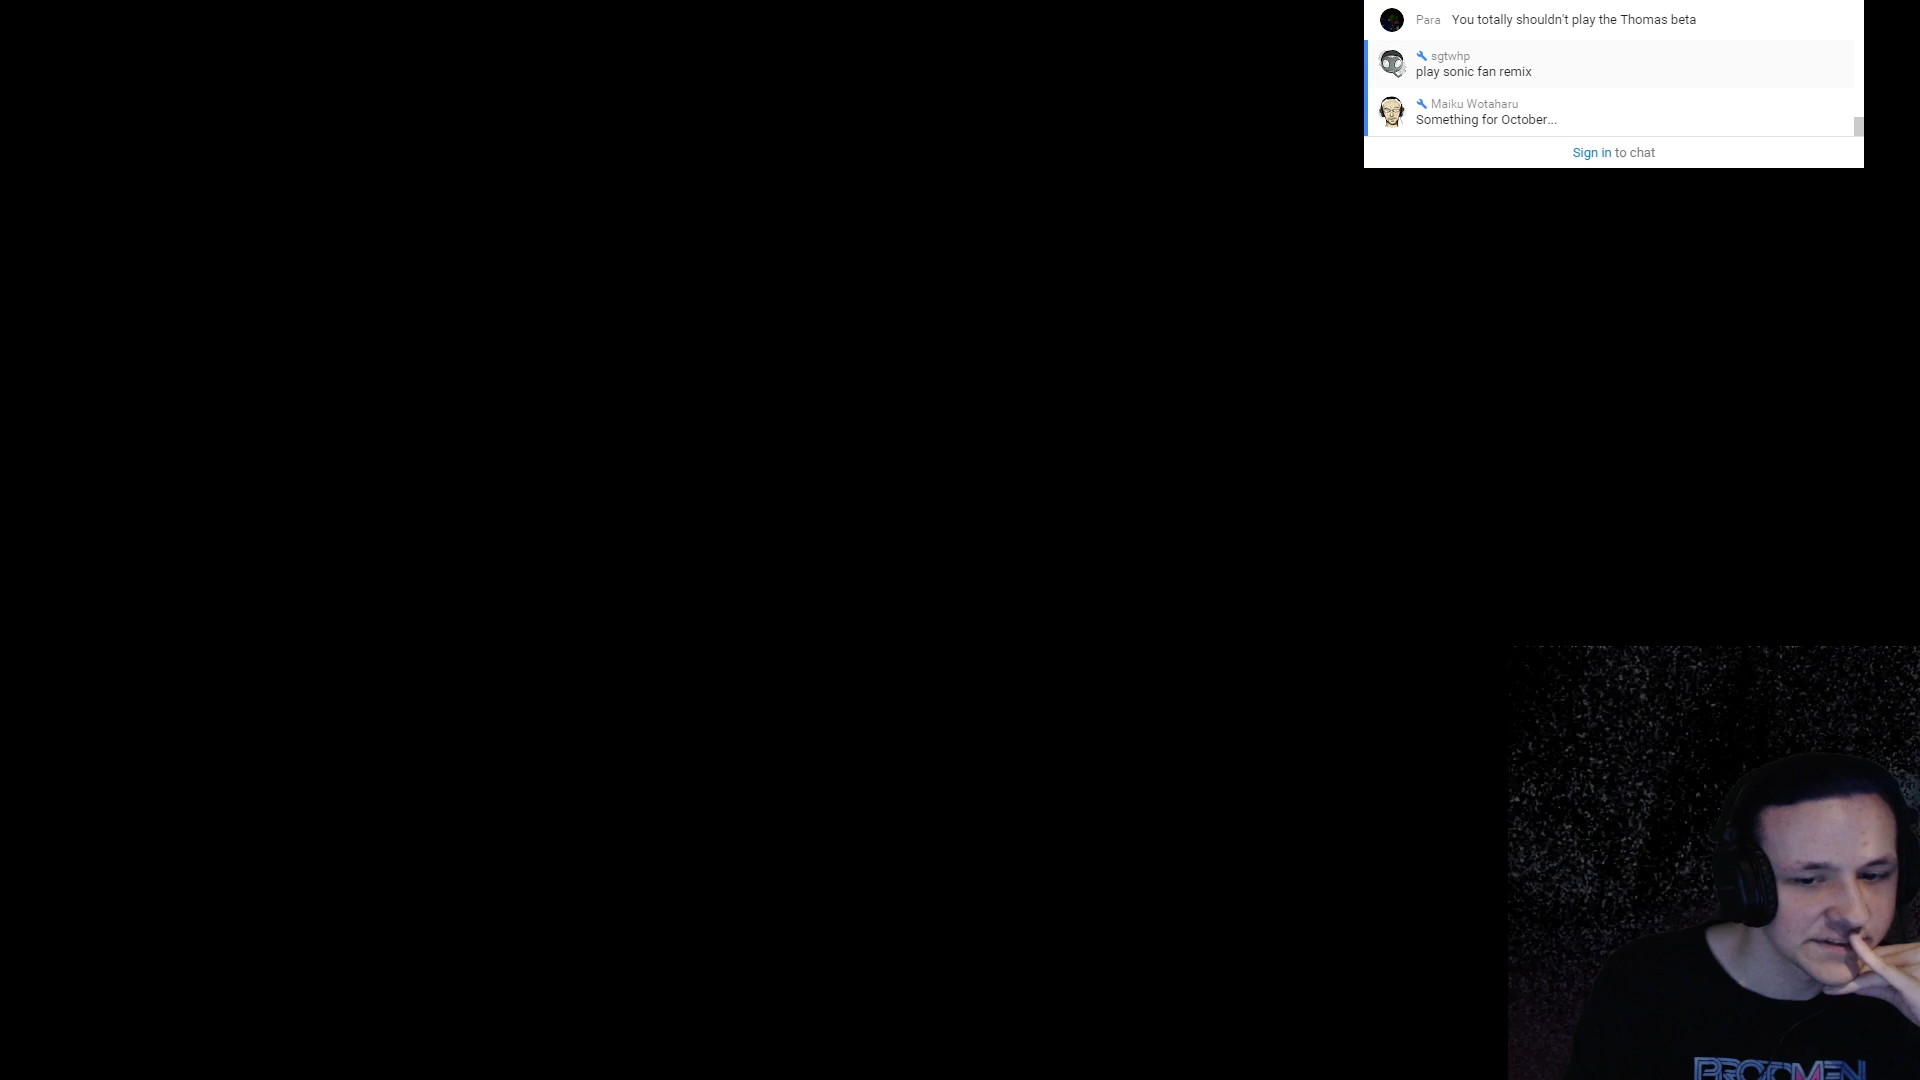 Para You totally shouldn't play the Thomas beta
sgtwhp
play sonic fan remix
Maiku Wotaharu
Something for October...
Sign in to chat
PROTOMEN